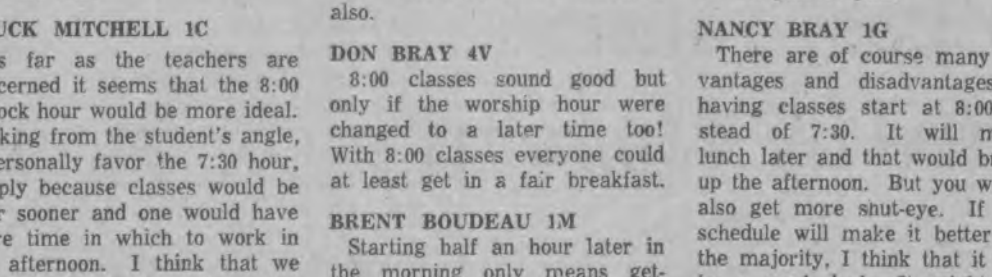 UCK MITCHELL 1C
s far as the teachers are
cerned it seems that the 8:00
ock hour would be more ideal.
king from the student's angle,
ersonally favor the 7:30 hour,
ply because classes would be
r sooner and one would have
re time in which to work in
afternoon. I think that we
also.
DON BRAY 4V
8:00 classes sound good but
only if the worship hour were
changed to a later time too!
With 8:00 classes everyone could
at least get in a fair breakfast.
BRENT BOUDEAU 1M
Starting half an hour later in
the morning only means get-
NANCY BRAY 1G
There are of course many
vantages and disadvantages
having classes start at 8:00
stead of 7:30. It will m
lunch later and that would br
up the afternoon. But you w
also get more shut-eye. If
schedule will make it better
the majority, I think that it